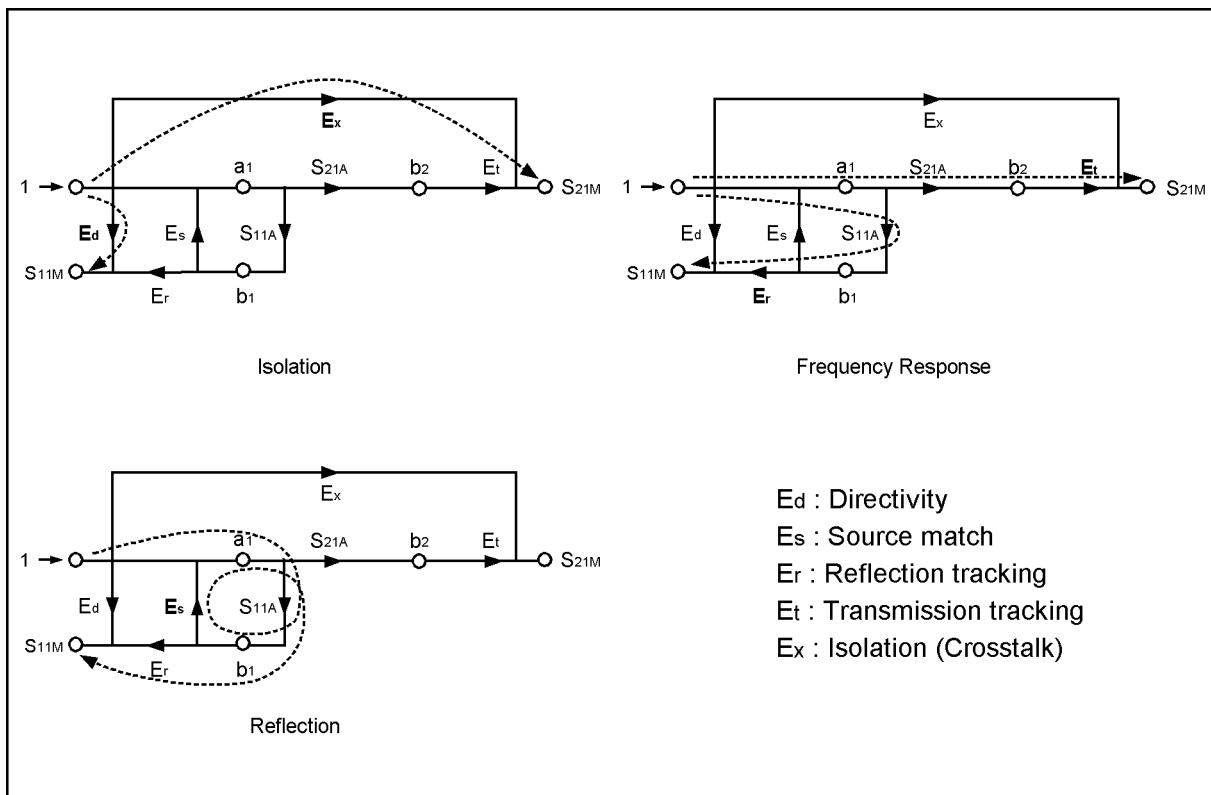 Ex
a1 S21A b2 Et
1 S21M
Ed Es S11A
S11M
Er b1
Isolation
Ex
a1 S21A b2 Et
1 S21M
Ed Es S11A
S11M
Er b1
Frequency Response
Ex
a1 S21A b2 Et
1 S21M
Ed Es S11A
S11M
Er b1
Reflection
Ed : Directivity
Es : Source match
Er : Reflection tracking
Et : Transmission tracking
Ex : Isolation (Crosstalk)